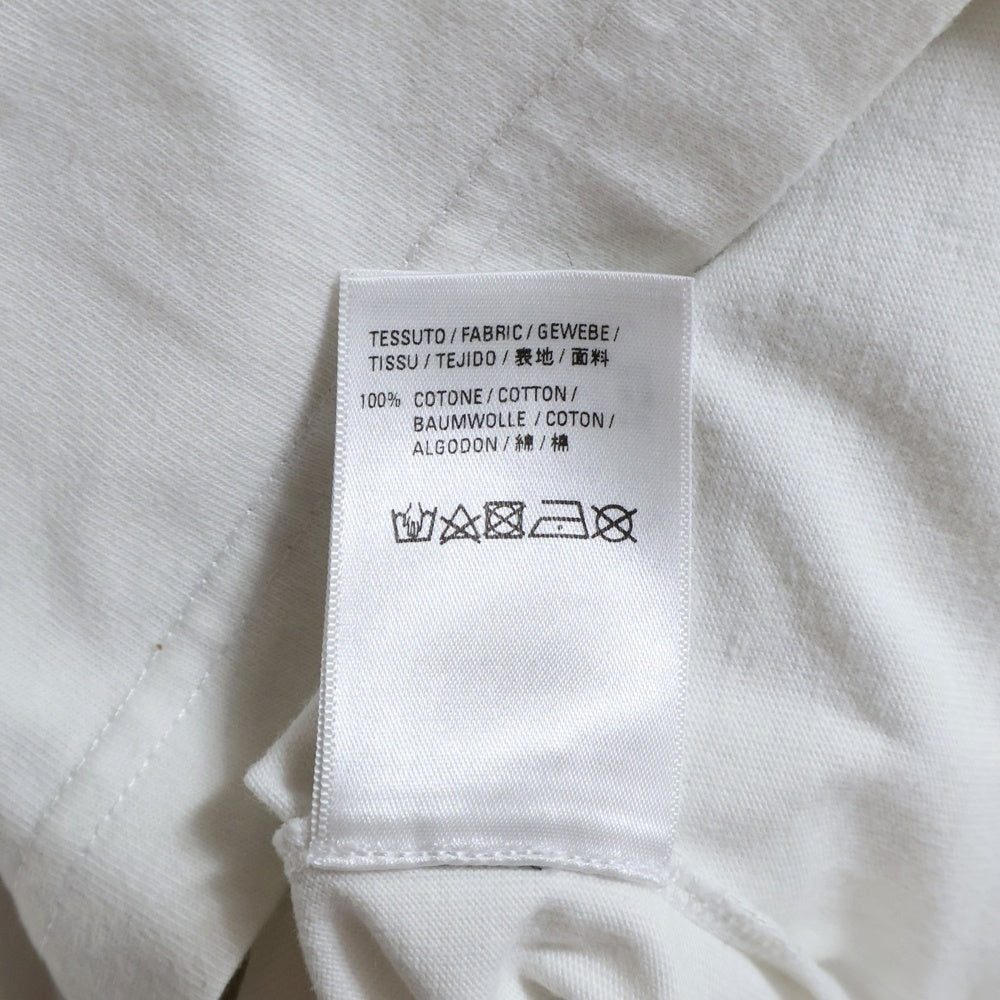 TESSUTO / FABRIC / GEWEBE /
TISSU / TEJIDO / 表地 / 面料
100% COTONE / COTTON /
BAUMWOLLE / COTON /
ALGODON / 綿 / 棉